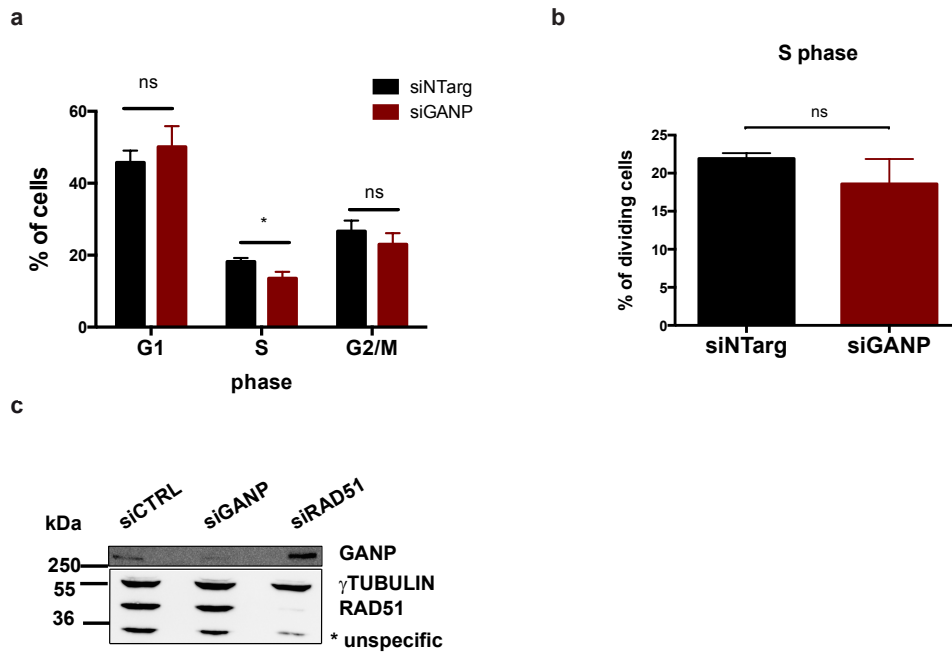 a
ns
siNTarg
siGANP
60
40
20
0
% of cells
*
ns
G1 S G2/M
phase
b
S phase
ns
25
20
15
10
5
0
% of dividing cells
siNTarg siGANP
c
siCTRL siGANP siRAD51
kDa
GANP
250
55 γTUBULIN
RAD51
36
* unspecific